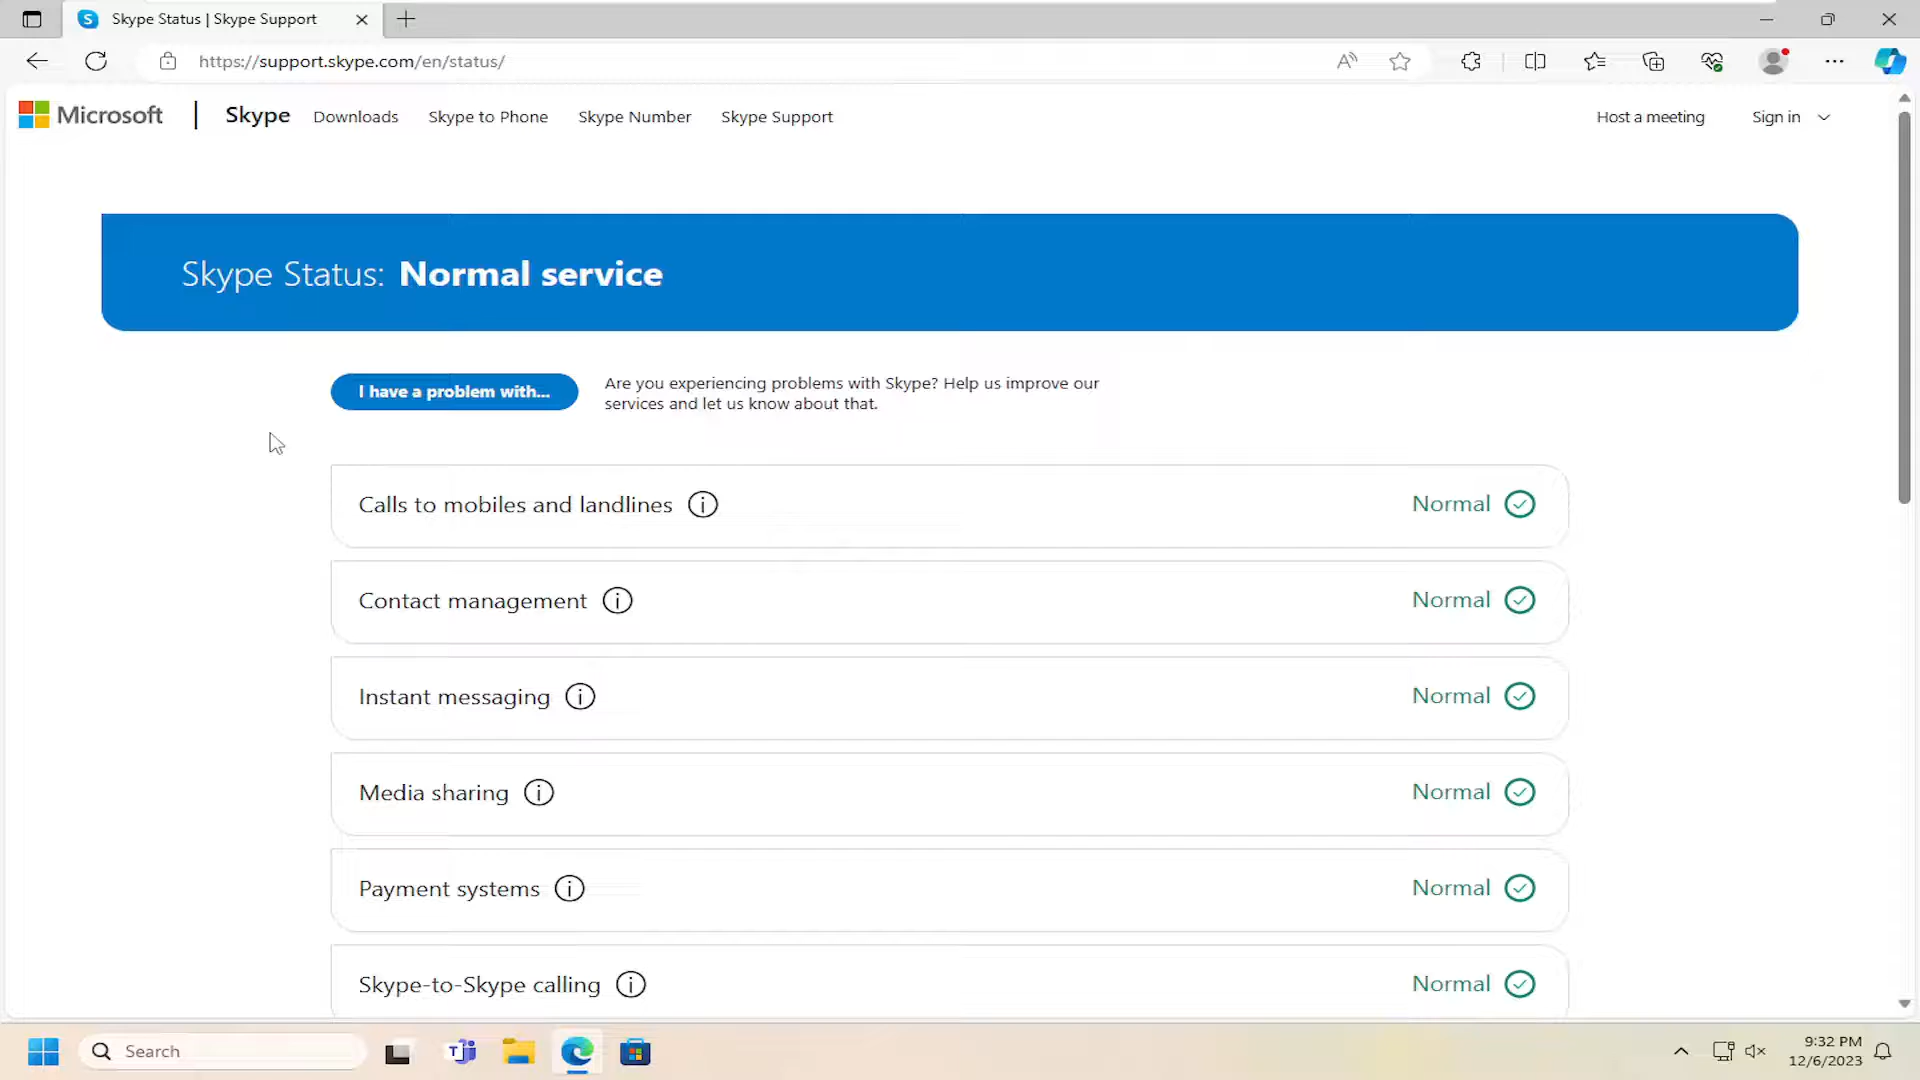 Skype Status | Skype Support
https://support.skype.com/en/status/
Microsoft | Skype Downloads Skype to Phone Skype Number Skype Support Host a meeting Sign in
Skype Status: Normal service
I have a problem with...
Are you experiencing problems with Skype? Help us improve our
services and let us know about that.
Calls to mobiles and landlines Normal
Contact management Normal
Instant messaging Normal
Media sharing Normal
Payment systems Normal
Skype-to-Skype calling Normal
Search
9:32 PM
12/6/2023